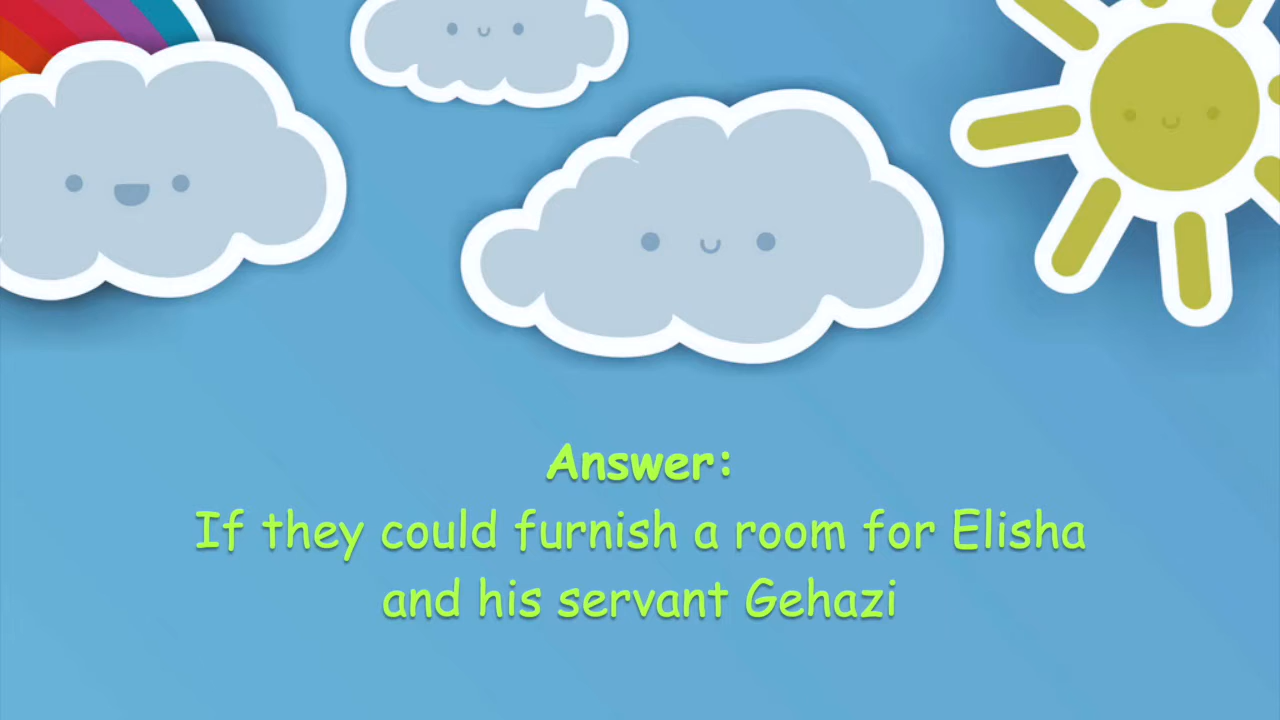 Answer:
If they could furnish a room for Elisha
and his servant Gehazi